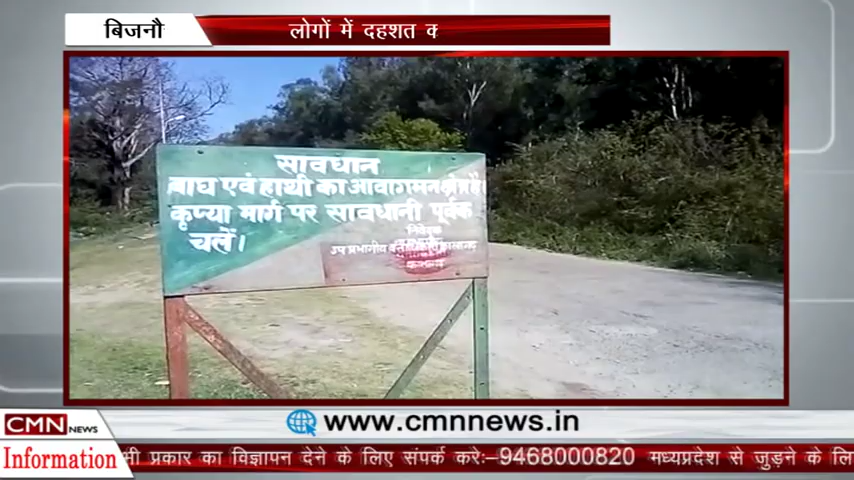 बिजनौ
लोगों में दहशत क
सावधान
बाघ एवं हाथी का आवागमन क्षेत्र है।
कृप्या मार्ग पर सावधानी पूर्वक
चलें।
निवेदक
उप प्रभागीय
CMN NEWS
www.cmnnews.in
Information
भी प्रकार का विज्ञापन देने के लिए संपर्क करे:–9468000820 मध्यप्रदेश से जुड़ने के लि